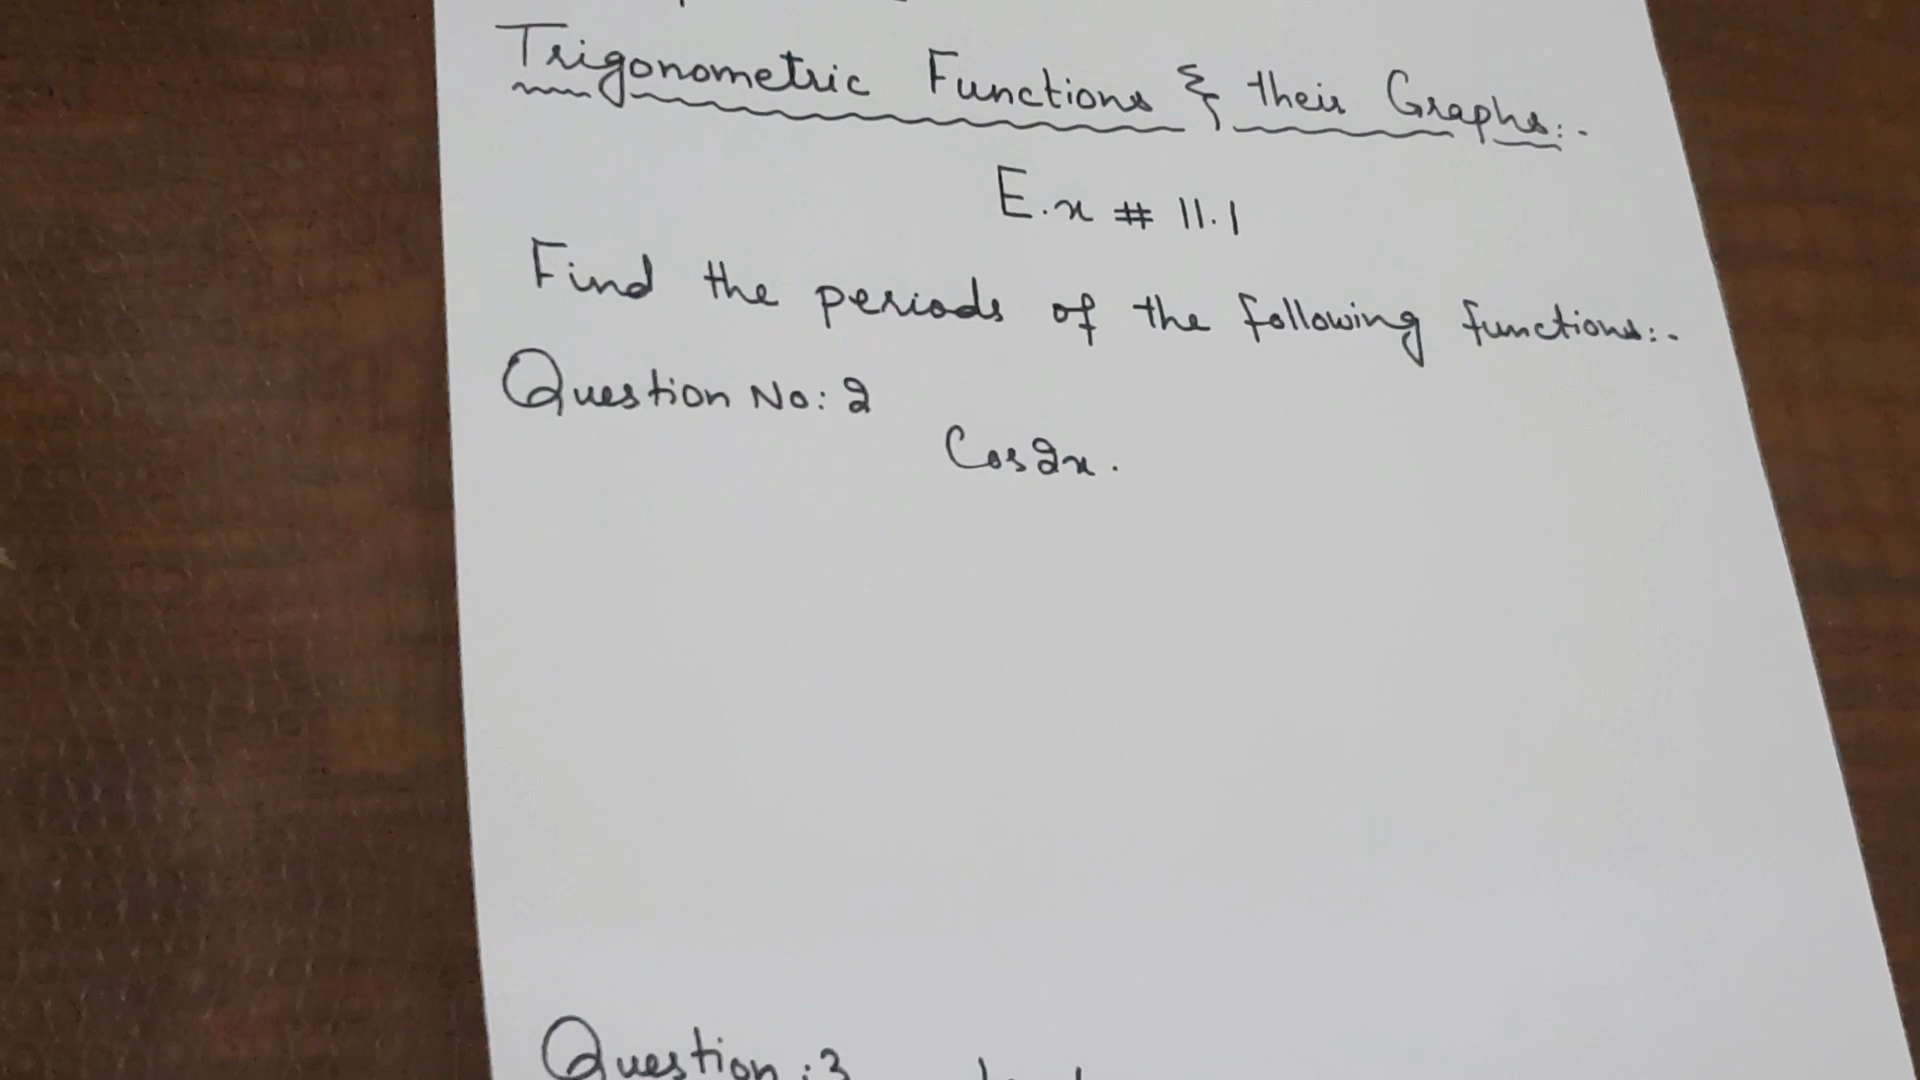 Trigonometric Functions & their Graphs:-
E.x # 11.1
Find the periods of the following functions:-
Question No: 2
Cos2x.
Question :3